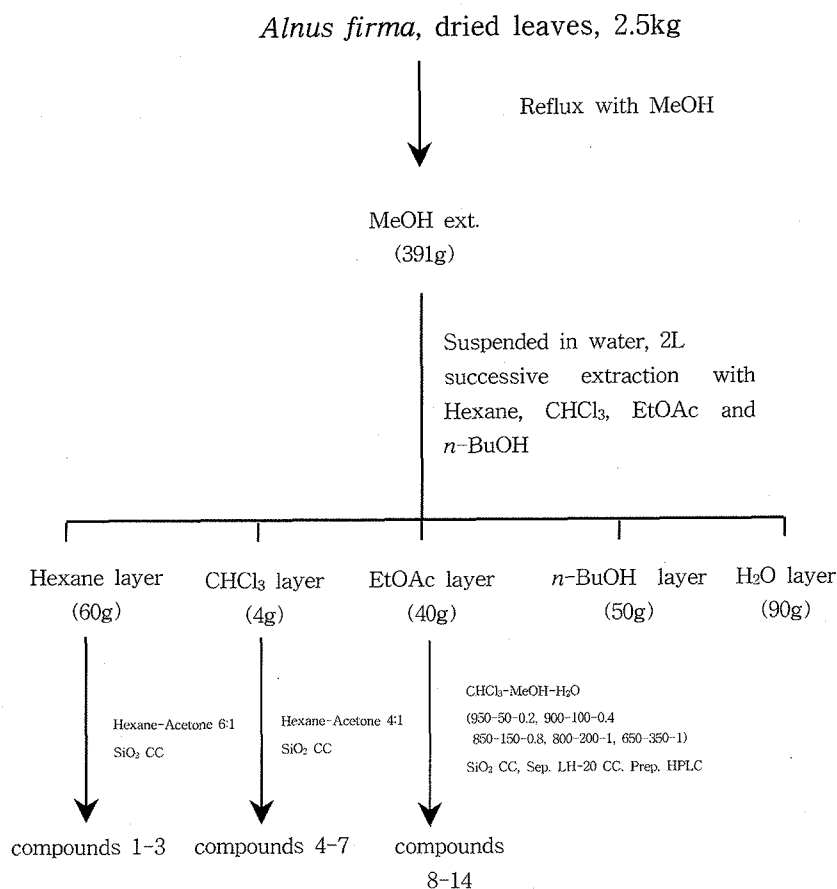 Alnus firma, dried leaves, 2.5kg
Reflux with MeOH
MeOH ext.
(391g)
Suspended in water, 2L
successive extraction with
Hexane, CHCl₃, EtOAc and
n-BuOH
Hexane layer
(60g)
CHCl₃ layer
(4g)
EtOAc layer
(40g)
n-BuOH layer
(50g)
H₂O layer
(90g)
Hexane-Acetone 6:1
SiO₂ CC
Hexane-Acetone 4:1
SiO₂ CC
CHCl₃-MeOH-H₂O
(950-50-0.2, 900-100-0.4
850-150-0.8, 800-200-1, 650-350-1)
SiO₂ CC, Sep. LH-20 CC. Prep. HPLC
compounds 1-3
compounds 4-7
compounds
8-14